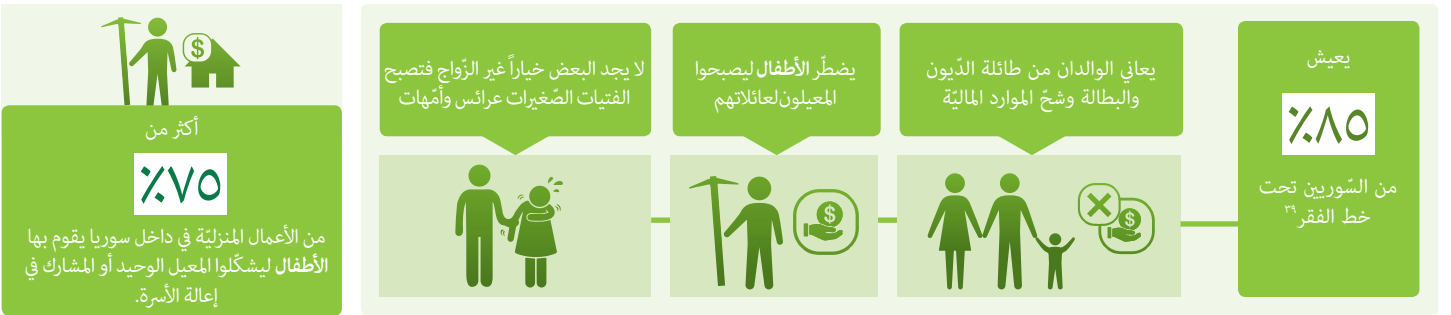 يعيش
٪٨٥
من السّوريين تحت
خط الفقر٣٩
يعاني الوالدان من طائلة الدّيون
والبطالة وشحّ الموارد الماليّة
يضطّر الأطفال ليصبحوا
المعيلون لعائلاتهم
لا يجد البعض خياراً غير الزّواج فتصبح
الفتيات الصّغيرات عرائس وأمّهات
$
$
أكثر من
٪٧٥
من الأعمال المنزليّة في داخل سوريا يقوم بها
الأطفال ليشكّلوا المعيل الوحيد أو المشارك في
إعالة الأسرة.
$